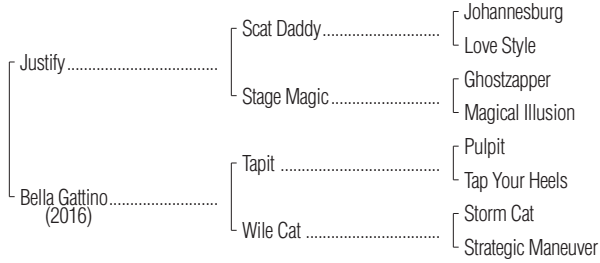 Johannesburg
Scat Daddy
Love Style
Justify
Ghostzapper
Stage Magic
Magical Illusion
Pulpit
Tapit
Tap Your Heels
Bella Gattino
(2016)
Storm Cat
Wile Cat
Strategic Maneuver